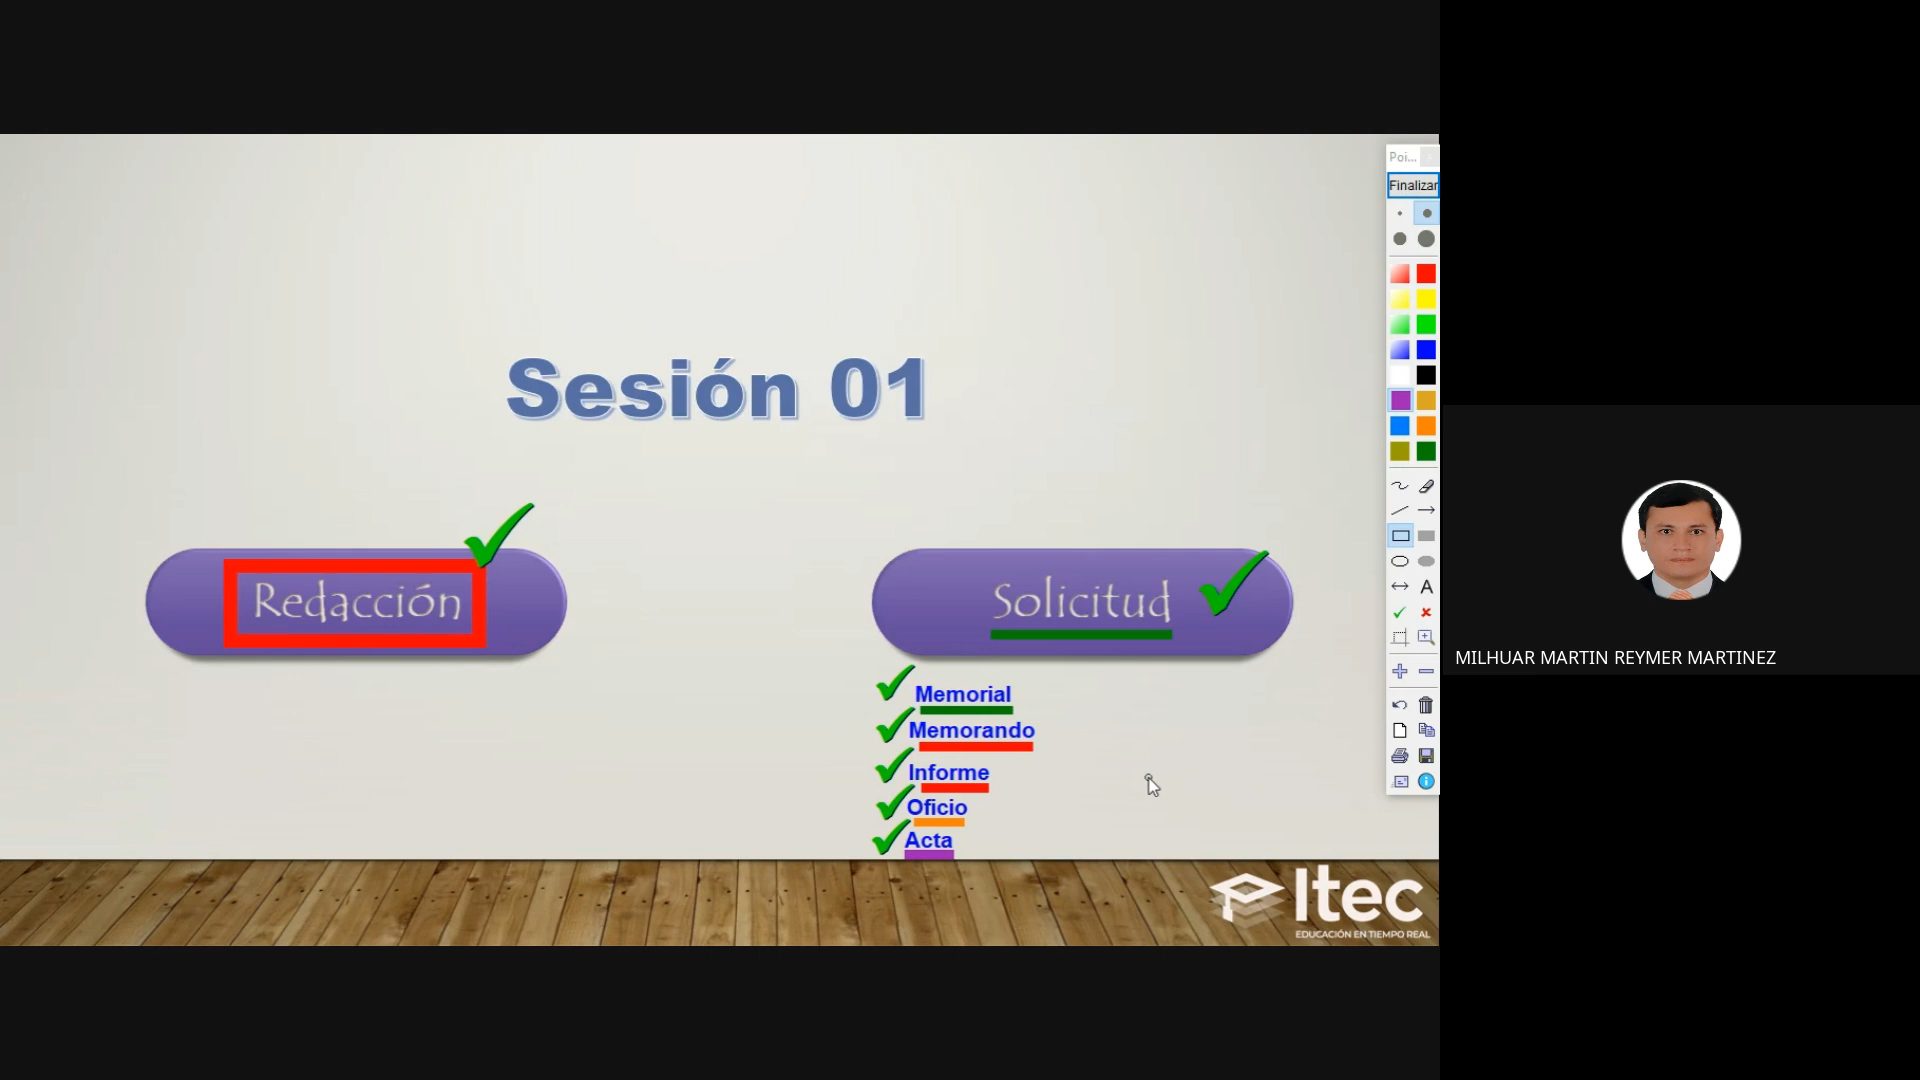 Poi...
Finalizar
Sesión 01
Redacción
Solicitud
Memorial
Memorando
Informe
Oficio
Acta
A
Itec
EDUCACIÓN EN TIEMPO REAL
MILHUAR MARTIN REYMER MARTINEZ